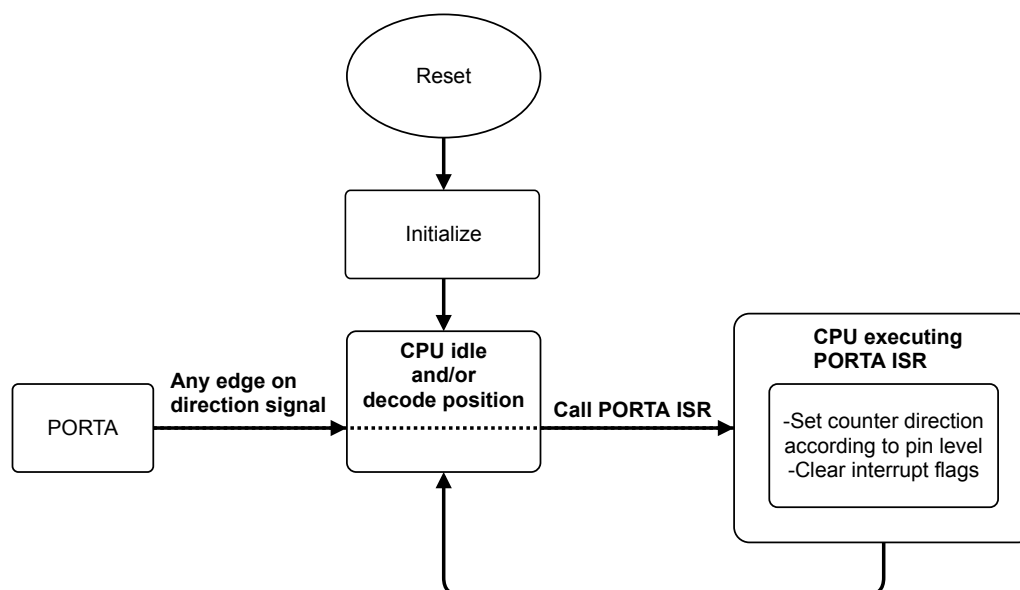 Reset
Initialize
CPU idle
and/or
decode position
Any edge on
direction signal
PORTA
Call PORTA ISR
CPU executing
PORTA ISR
-Set counter direction
according to pin level
-Clear interrupt flags